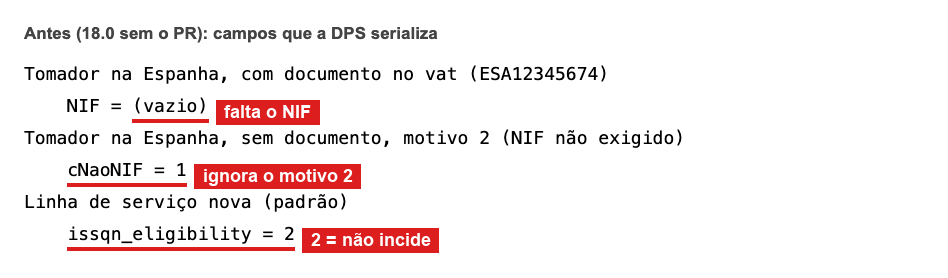 Antes (18.0 sem o PR): campos que a DPS serializa
Tomador na Espanha, com documento no vat (ESA12345674)
NIF = (vazio) falta o NIF
Tomador na Espanha, sem documento, motivo 2 (NIF não exigido)
cNaoNIF = 1 ignora o motivo 2
Linha de serviço nova (padrão)
issqn_eligibility = 2 2 = não incide